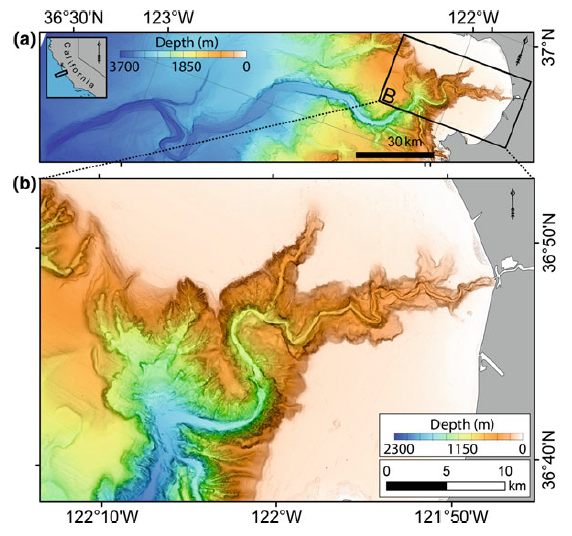 36°30'N 123°W 122°W
(a)
California
Depth (m)
3700 1850 0
37°N
B
30 km
(b)
36°50'N
Depth (m)
2300 1150 0
0 5 10
km
36°40'N
122°10'W 122°W 121°50'W